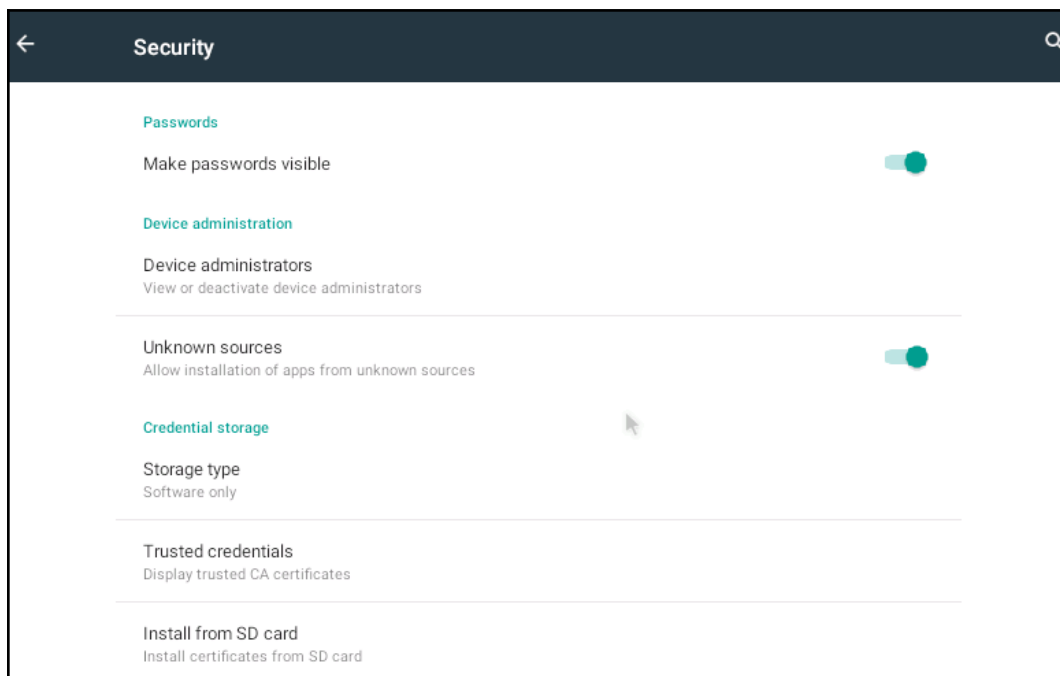 Security
Passwords
Make passwords visible
Device administration
Device administrators
View or deactivate device administrators
Unknown sources
Allow installation of apps from unknown sources
Credential storage
Storage type
Software only
Trusted credentials
Display trusted CA certificates
Install from SD card
Install certificates from SD card